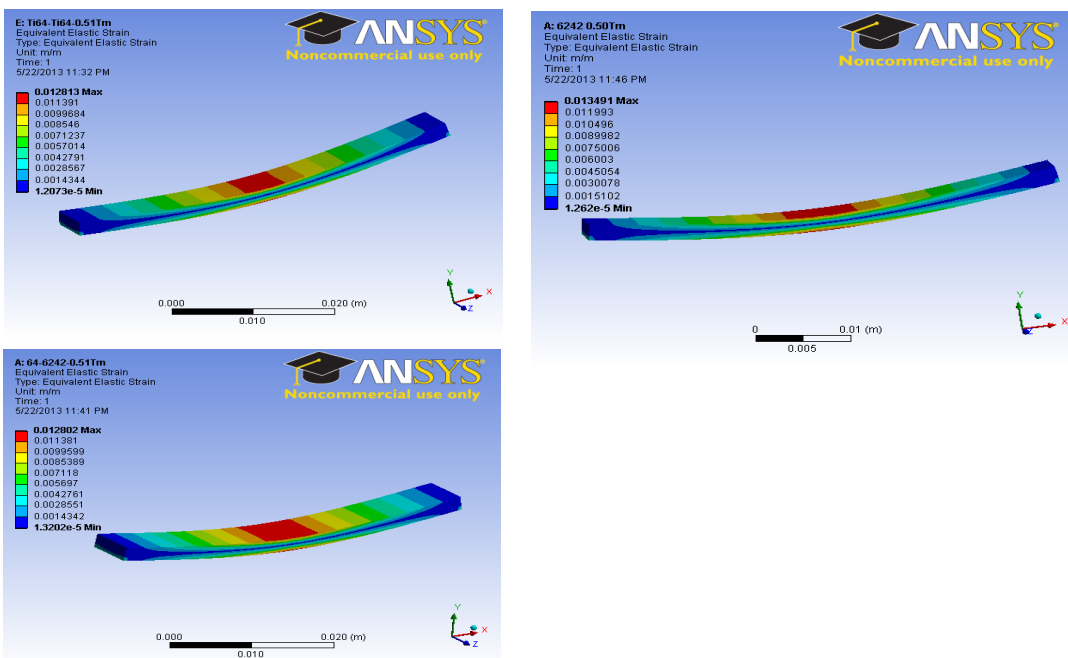 E: Ti64-Ti64-0.51Tm
Equivalent Elastic Strain
Type: Equivalent Elastic Strain
Unit: m/m
Time: 1
5/22/2013 11:32 PM
0.012813 Max
0.011391
0.0099684
0.008546
0.0071237
0.0057014
0.0042791
0.0028567
0.0014344
1.2073e-5 Min
ANSYS
Noncommercial use only
Y
X
Z
0.000
0.020 (m)
0.010
A: 6242 0.50Tm
Equivalent Elastic Strain
Type: Equivalent Elastic Strain
Unit: m/m
Time: 1
5/22/2013 11:46 PM
0.013491 Max
0.011993
0.010496
0.0089982
0.0075006
0.006003
0.0045054
0.0030078
0.0015102
1.262e-5 Min
ANSYS
Noncommercial use only
Y
X
Z
0
0.01 (m)
0.005
A: 64-6242-0.51Tm
Equivalent Elastic Strain
Type: Equivalent Elastic Strain
Unit: m/m
Time: 1
5/22/2013 11:41 PM
0.012802 Max
0.011381
0.0099599
0.0085389
0.007118
0.005697
0.0042761
0.0028551
0.0014342
1.3202e-5 Min
ANSYS
Noncommercial use only
Y
X
Z
0.000
0.020 (m)
0.010